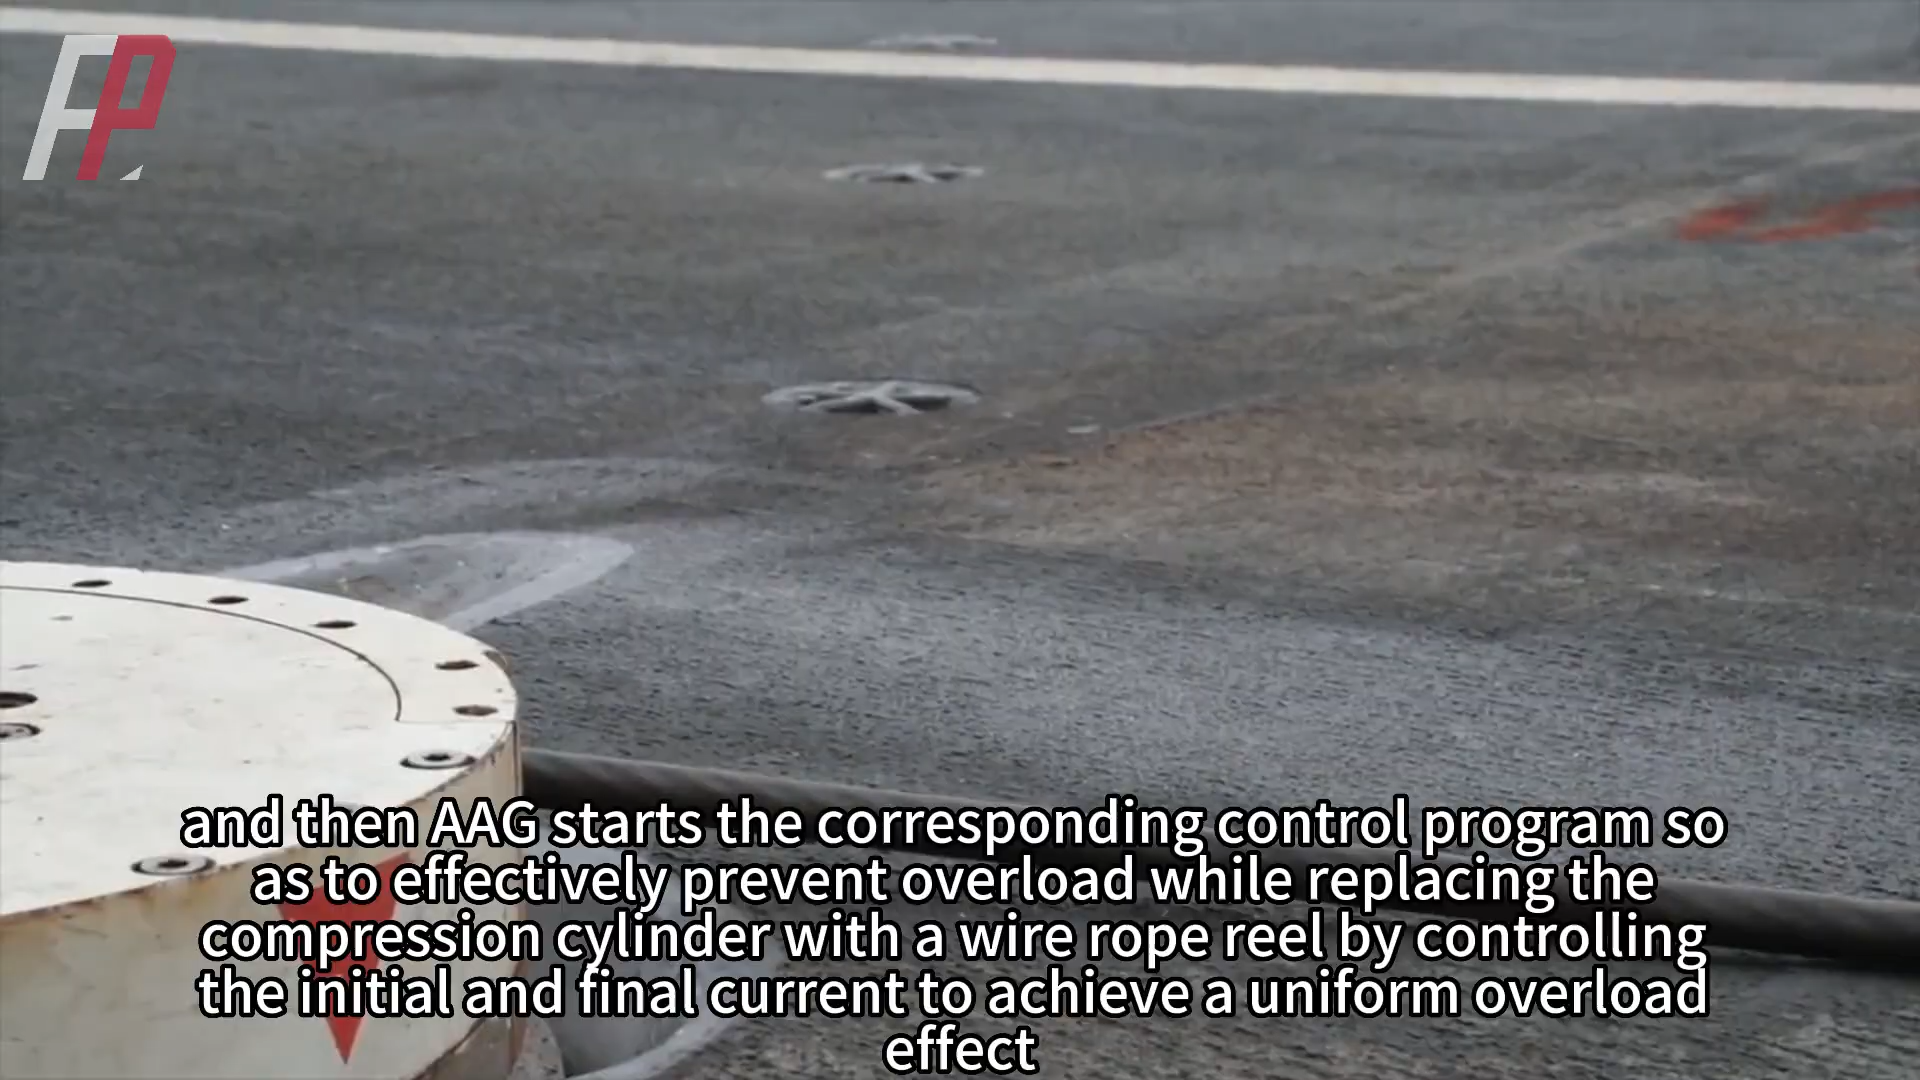 FP
and then AAG starts the corresponding control program so
as to effectively prevent overload while replacing the
compression cylinder with a wire rope reel by controlling
the initial and final current to achieve a uniform overload
effect